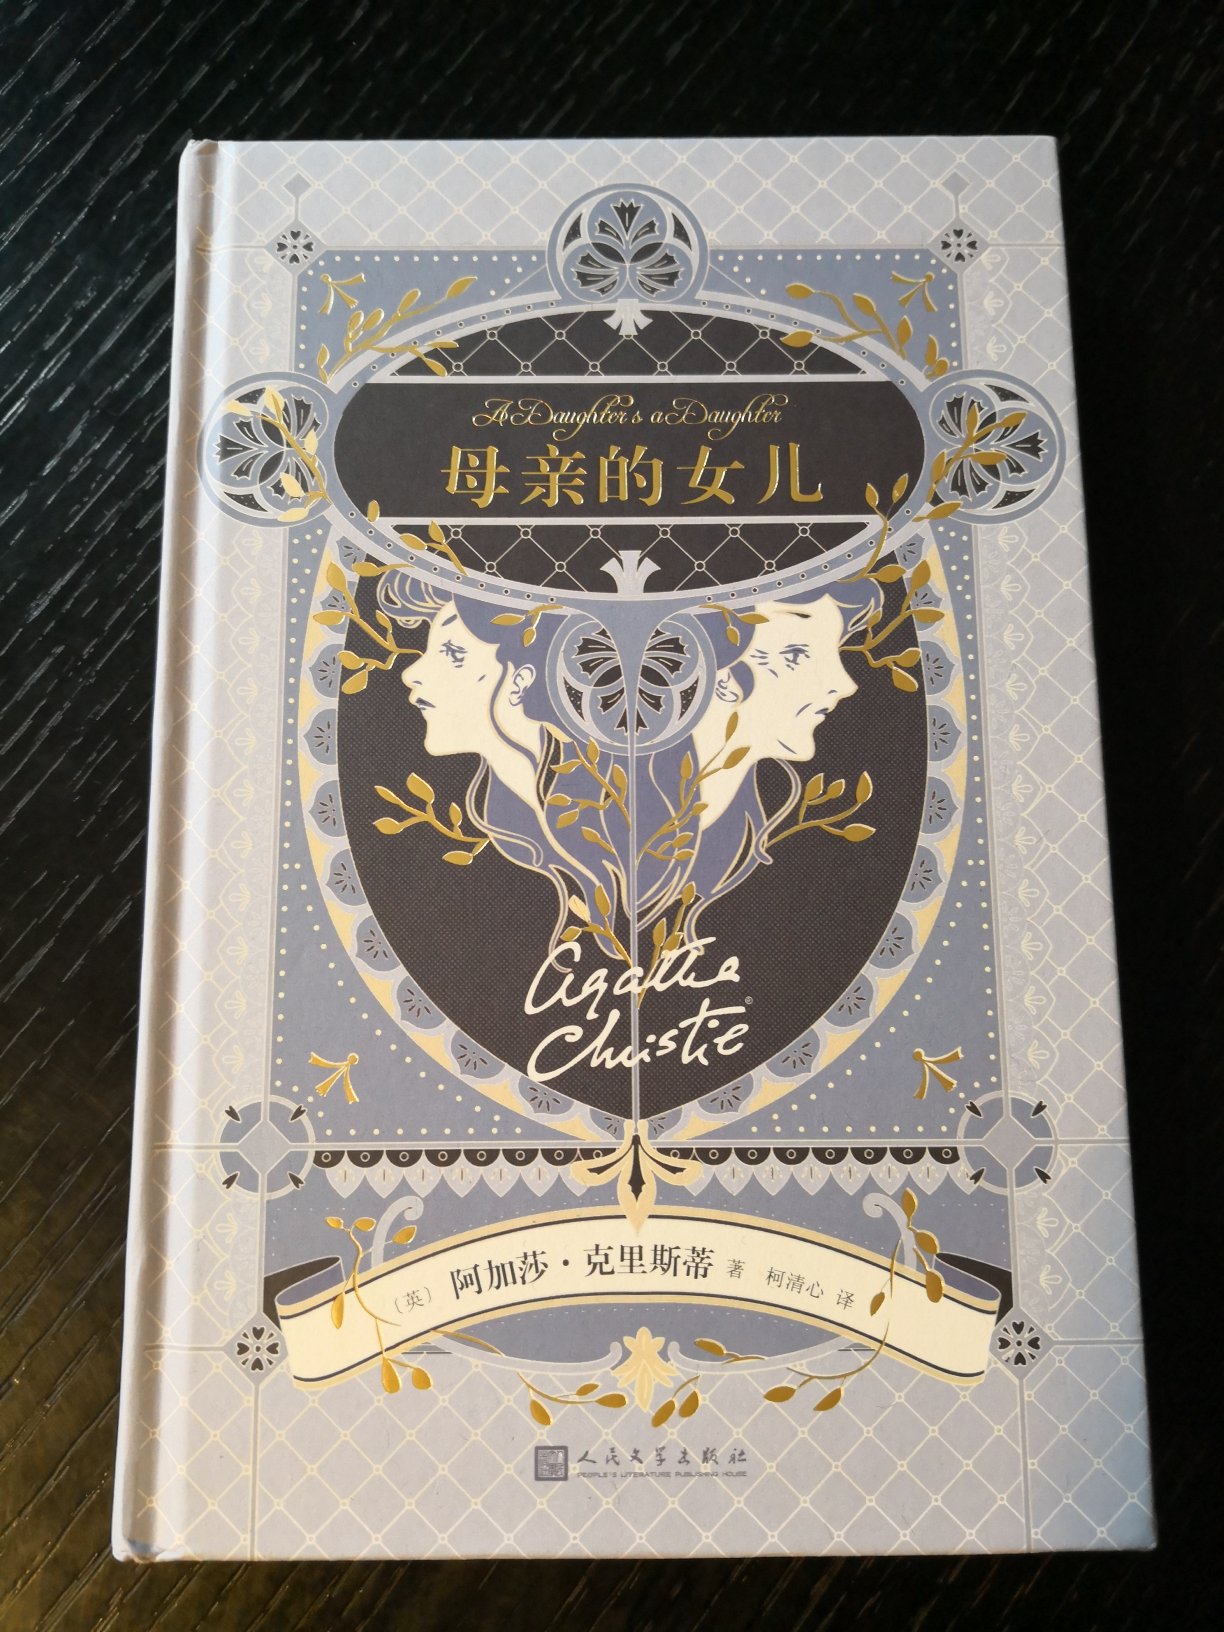 A Daughter's a Daughter
母亲的女儿
Agatha
Christie®
〔英〕阿加莎·克里斯蒂 著 柯清心 译
人民文学出版社
PEOPLE'S LITERATURE PUBLISHING HOUSE